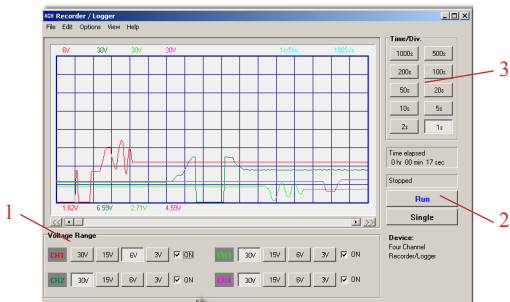 4CH Recorder / Logger
File Edit Options View Help
6V 30V 30V 30V 1s/Div. 180S/s
1.62V 6.59V 2.71V 4.59V
Time/Div.
1000s 500s
200s 100s
50s 20s
10s 5s
2s 1s
3
Time elapsed
0 hr 00 min 17 sec
Stopped
Run
Single
2
Device:
Four Channel
Recorder/Logger
1
Voltage Range
CH1 30V 15V 6V 3V ON
CH3 30V 15V 6V 3V ON
CH2 30V 15V 6V 3V ON
CH4 30V 15V 6V 3V ON